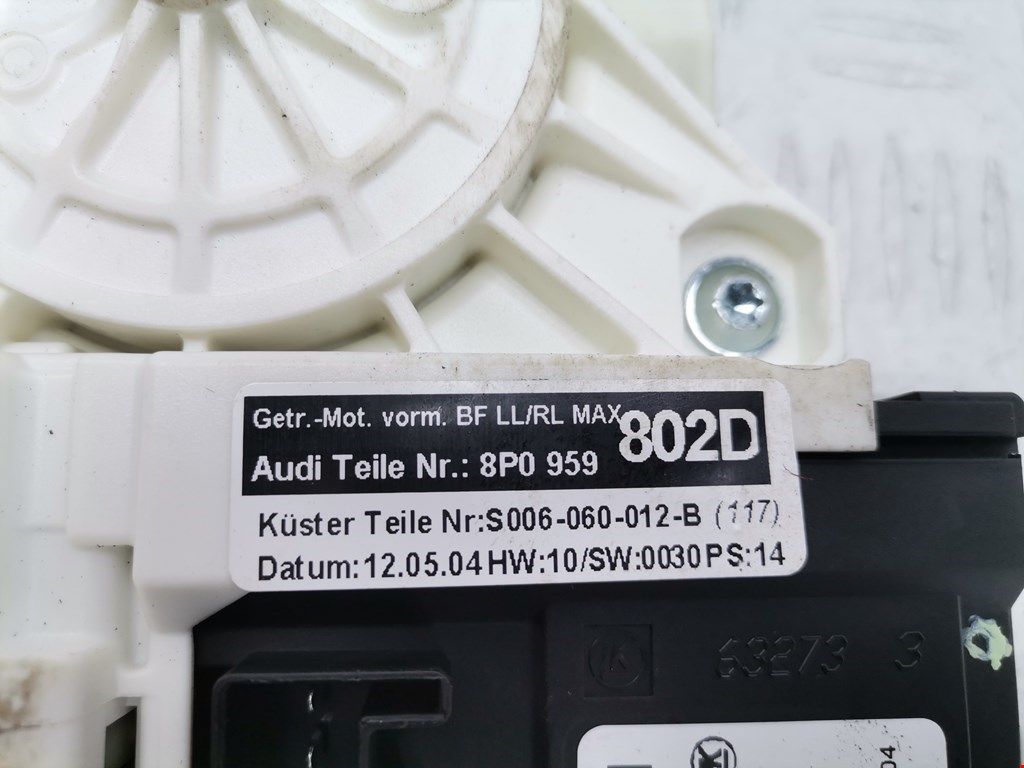 Getr.-Mot. vorm. BF LL/RL MAX
Audi Teile Nr.: 8P0 959 802D
Küster Teile Nr:S006-060-012-B (117)
Datum:12.05.04 HW:10/SW:0030 PS:14
K 63273 3
K
04